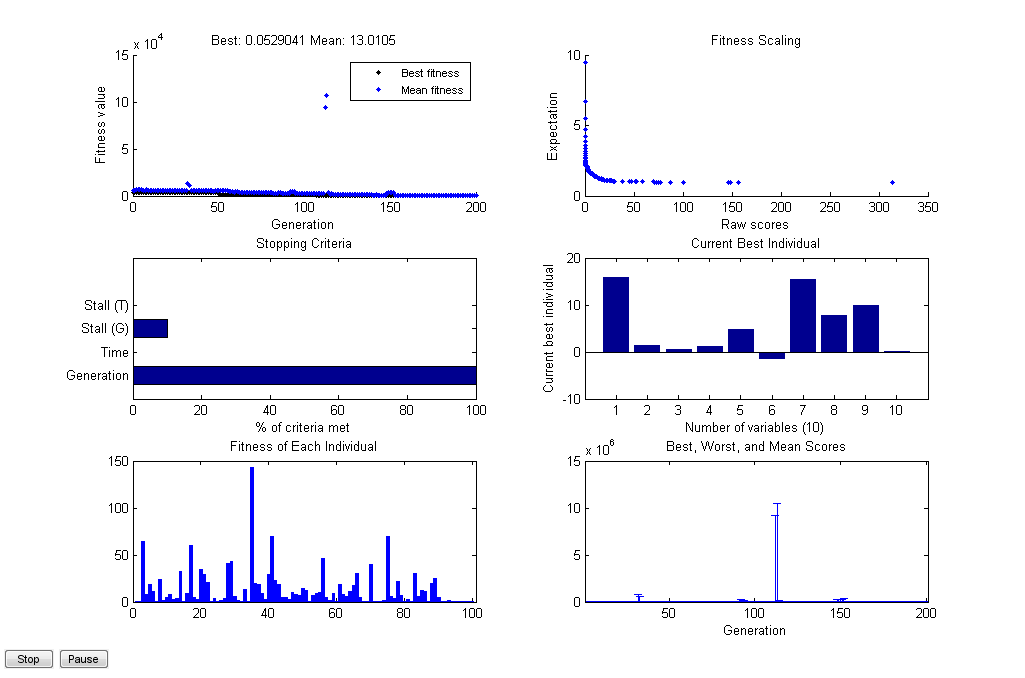 Best: 0.0529041 Mean: 13.0105
x 10^4
15
10
5
0
Fitness value
Best fitness
Mean fitness
0 50 100 150 200
Generation
Fitness Scaling
10
5
0
Expectation
0 50 100 150 200 250 300 350
Raw scores
Stopping Criteria
Stall (T)
Stall (G)
Time
Generation
0 20 40 60 80 100
% of criteria met
Current Best Individual
20
10
0
-10
Current best individual
1 2 3 4 5 6 7 8 9 10
Number of variables (10)
Fitness of Each Individual
150
100
50
0
0 20 40 60 80 100
Best, Worst, and Mean Scores
x 10^6
15
10
5
0
50 100 150 200
Generation
Stop
Pause